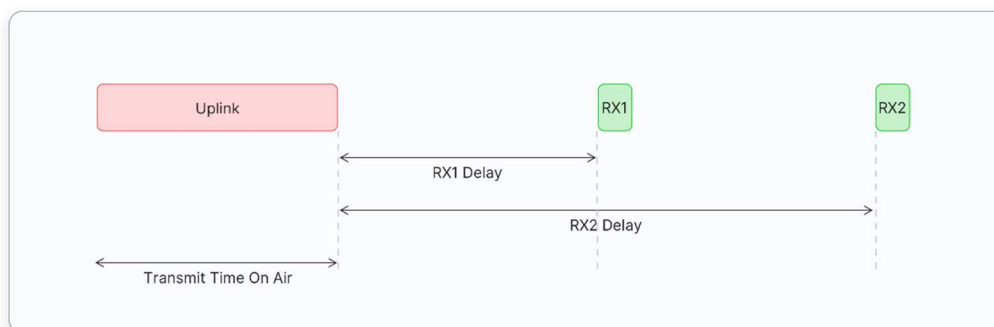 Uplink
RX1
RX2
RX1 Delay
RX2 Delay
Transmit Time On Air